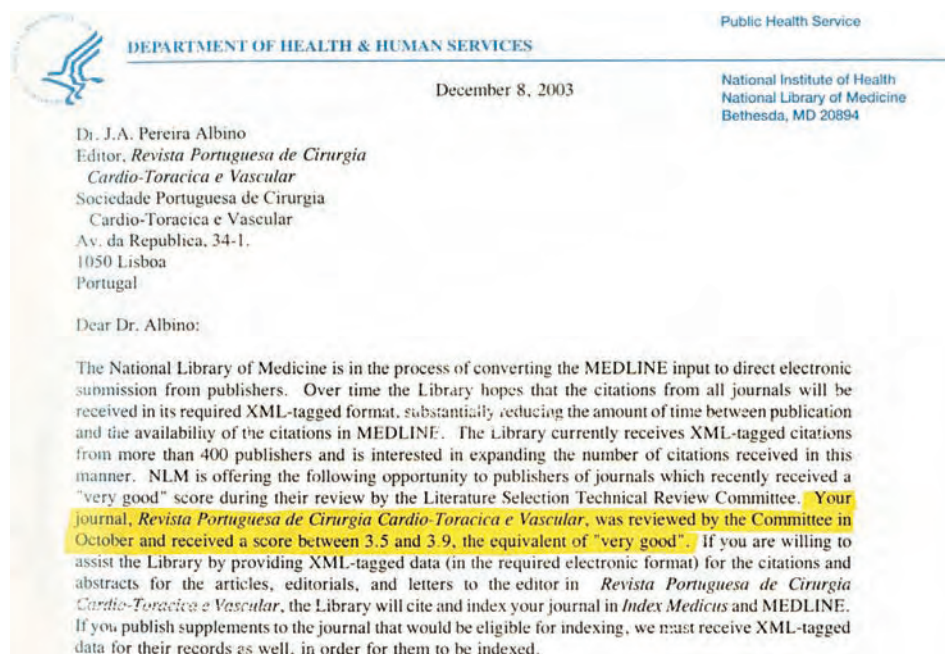 Public Health Service
DEPARTMENT OF HEALTH & HUMAN SERVICES
December 8, 2003
National Institute of Health
National Library of Medicine
Bethesda, MD 20894
Dr. J.A. Pereira Albino
Editor, Revista Portuguesa de Cirurgia
Cardio-Toracica e Vascular
Sociedade Portuguesa de Cirurgia
Cardio-Toracica e Vascular
Av. da Republica, 34-1.
1050 Lisboa
Portugal
Dear Dr. Albino:
The National Library of Medicine is in the process of converting the MEDLINE input to direct electronic
submission from publishers. Over time the Library hopes that the citations from all journals will be
received in its required XML-tagged format, substantially reducing the amount of time between publication
and the availability of the citations in MEDLINE. The Library currently receives XML-tagged citations
from more than 400 publishers and is interested in expanding the number of citations received in this
manner. NLM is offering the following opportunity to publishers of journals which recently received a
"very good" score during their review by the Literature Selection Technical Review Committee. Your
journal, Revista Portuguesa de Cirurgia Cardio-Toracica e Vascular, was reviewed by the Committee in
October and received a score between 3.5 and 3.9, the equivalent of "very good". If you are willing to
assist the Library by providing XML-tagged data (in the required electronic format) for the citations and
abstracts for the articles, editorials, and letters to the editor in Revista Portuguesa de Cirurgia
Cardio-Toracica e Vascular, the Library will cite and index your journal in Index Medicus and MEDLINE.
If you publish supplements to the journal that would be eligible for indexing, we must receive XML-tagged
data for their records as well, in order for them to be indexed.